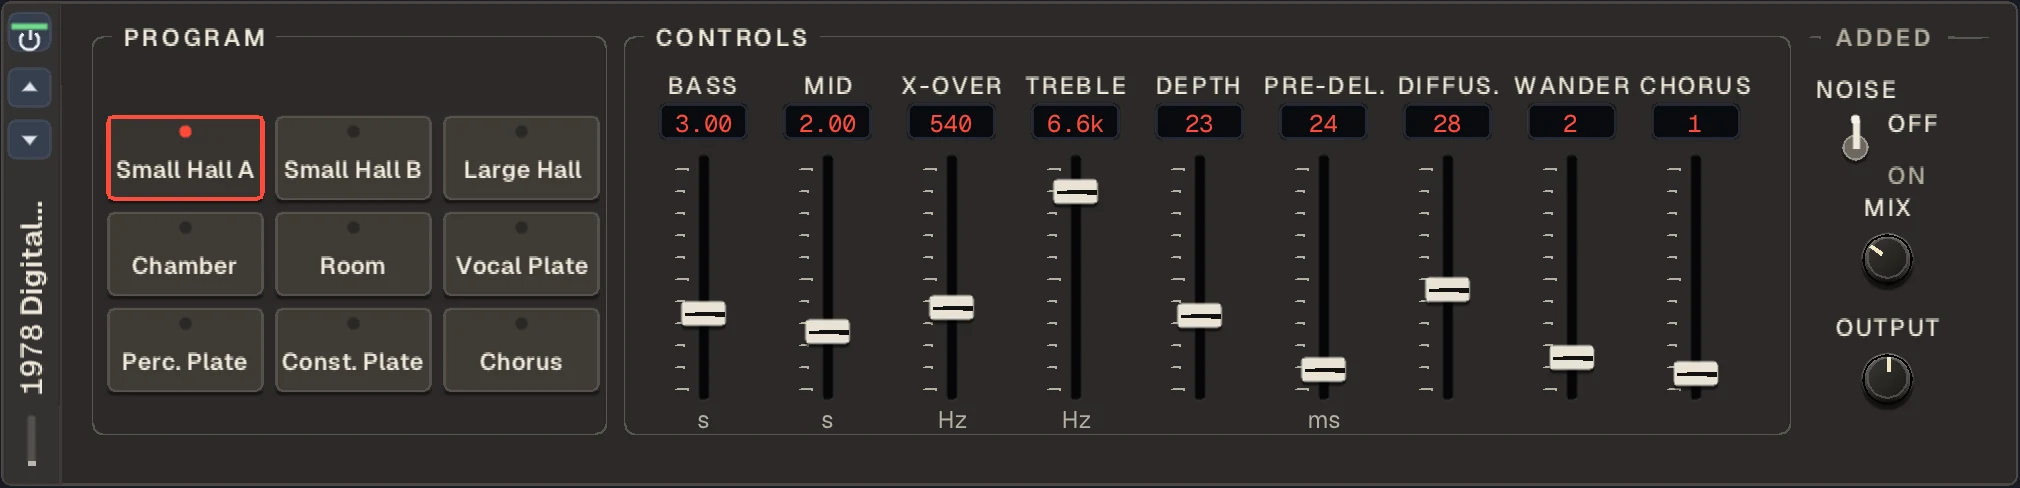 1978 Digital...
PROGRAM
Small Hall A
Small Hall B
Large Hall
Chamber
Room
Vocal Plate
Perc. Plate
Const. Plate
Chorus
CONTROLS
BASS MID X-OVER TREBLE DEPTH PRE-DEL. DIFFUS. WANDER CHORUS
3.00 2.00 540 6.6k 23 24 28 2 1
s s Hz Hz ms
ADDED
NOISE
OFF
ON
MIX
OUTPUT